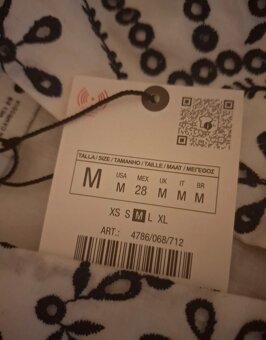 TALLA / SIZE / TAMANHO / TAILLE / MAAT / ΜΕΓΕΘΟΣ
M
USA MEX UK IT BR
M 28 M M M
XS S M L XL
ART.: 4786/068/712